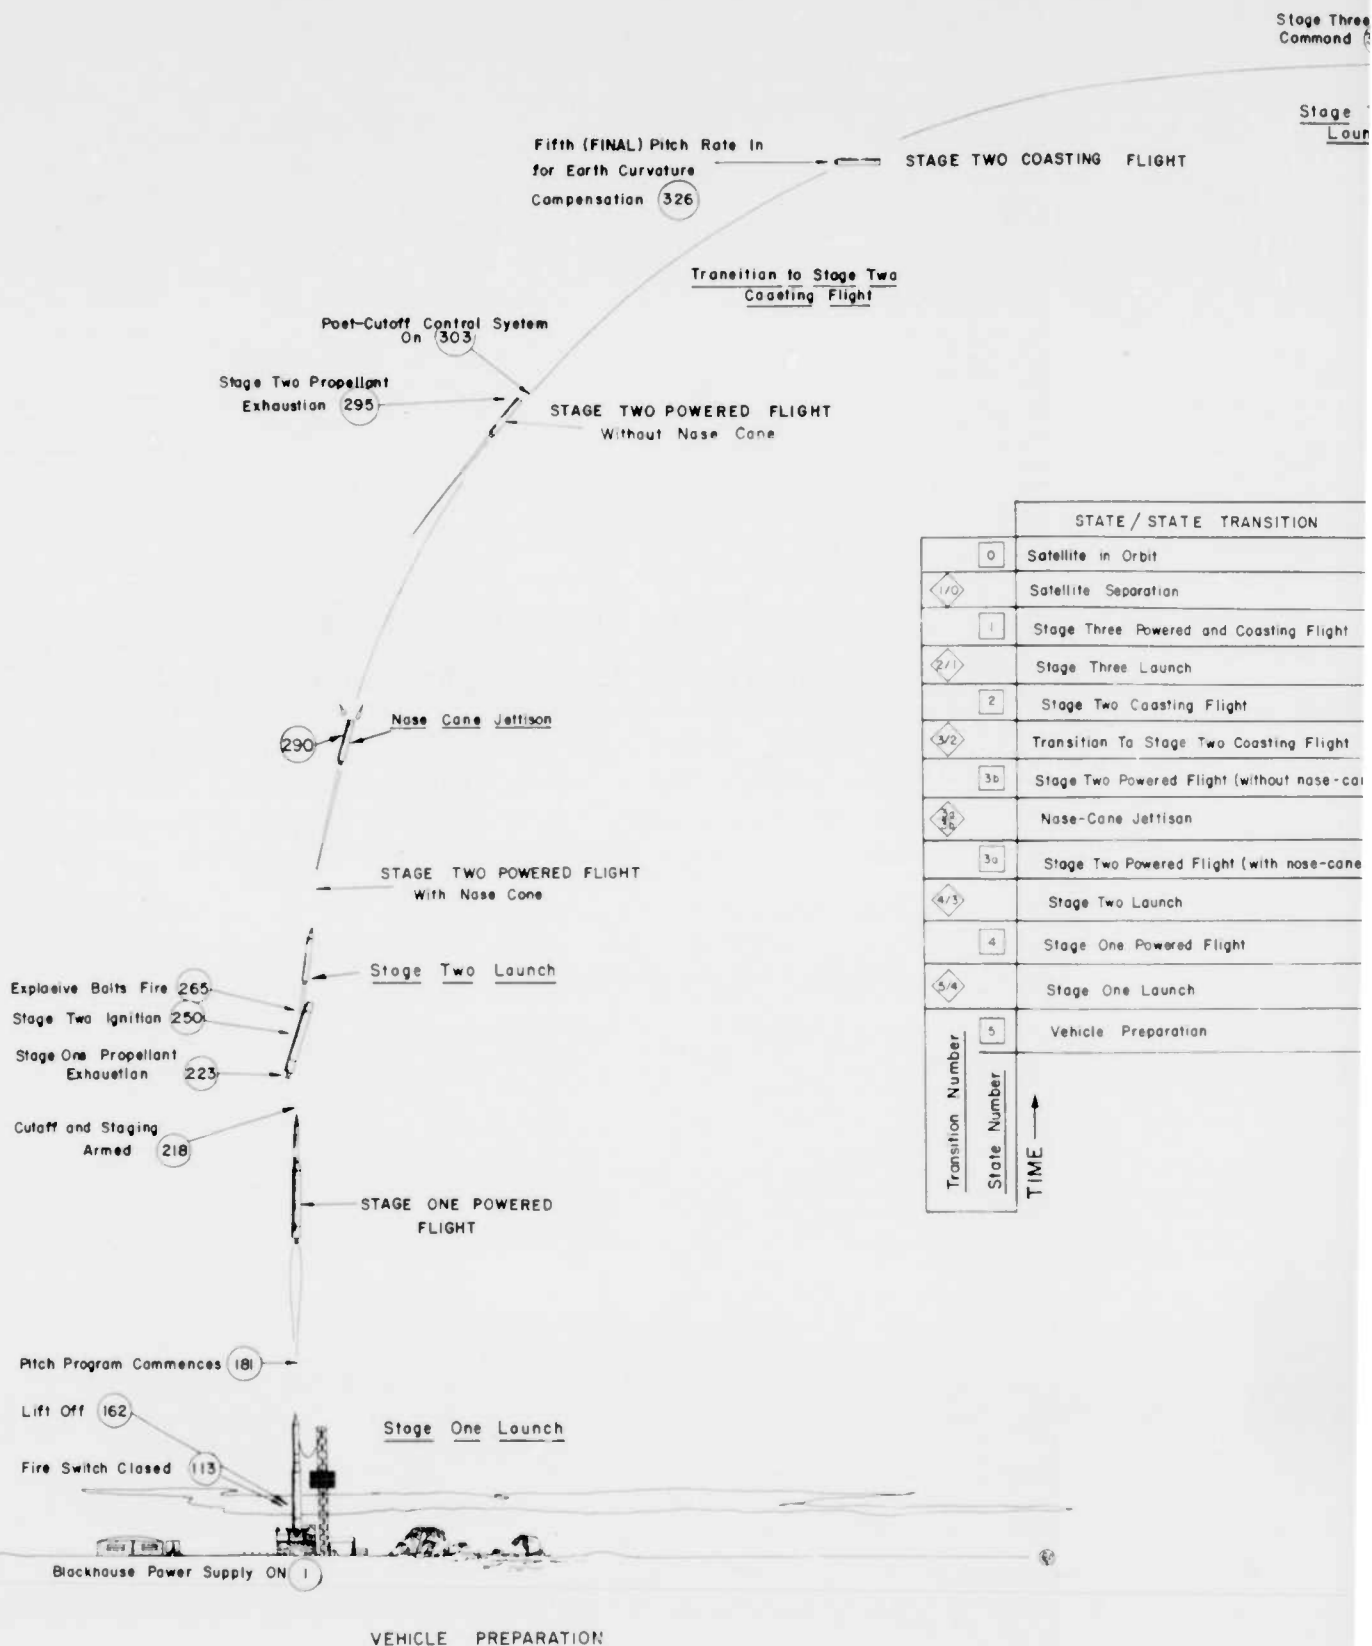 Stage Three
Command
Stage
Fifth (FINAL) Pitch Rate In
for Earth Curvature
Compensation 326
STAGE TWO COASTING FLIGHT
Transition to Stage Two
Coasting Flight
Post-Cutoff Control System
On 303
Stage Two Propellant
Exhaustion 295
STAGE TWO POWERED FLIGHT
Without Nose Cone
290
Nose Cone Jettison
STAGE TWO POWERED FLIGHT
With Nose Cone
Stage Two Launch
Explosive Bolts Fire 265
Stage Two Ignition 250
Stage One Propellant
Exhaustion 223
Cutoff and Staging
Armed 218
STAGE ONE POWERED
FLIGHT
Pitch Program Commences 181
Lift Off 162
Stage One Launch
Fire Switch Closed 113
Blockhouse Power Supply ON 1
VEHICLE PREPARATION
STATE / STATE TRANSITION
0 Satellite in Orbit
1/0 Satellite Separation
1 Stage Three Powered and Coasting Flight
2/1 Stage Three Launch
2 Stage Two Coasting Flight
3/2 Transition To Stage Two Coasting Flight
3b Stage Two Powered Flight (without nose-
3a/3b Nose-Cone Jettison
3a Stage Two Powered Flight (with nose-cone
4/3 Stage Two Launch
4 Stage One Powered Flight
5/4 Stage One Launch
5 Vehicle Preparation
Transition Number
State Number
TIME